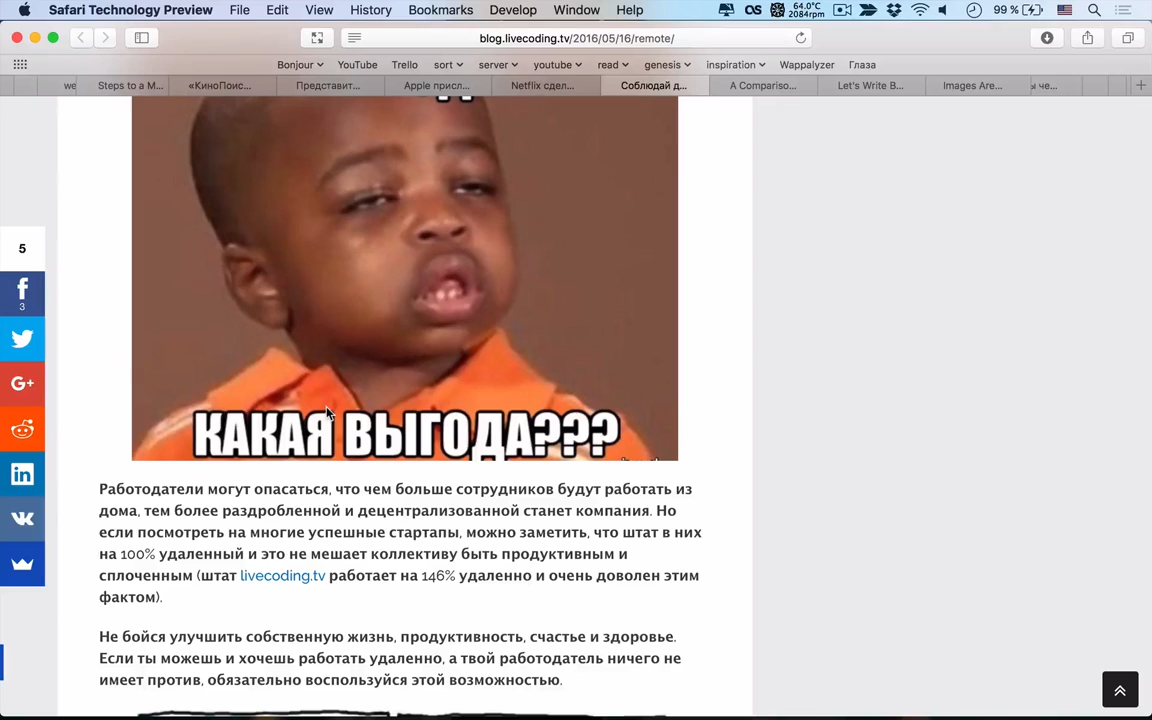 Safari Technology Preview File Edit View History Bookmarks Develop Window Help 64.0°C 2084rpm 99 %
blog.livecoding.tv/2016/05/16/remote/
Bonjour YouTube Trello sort server youtube read genesis inspiration Wappalyzer Глаза
we Steps to a M... «КиноПоис... Представит... Apple присл... Netflix сдел... Соблюдай д... A Compariso... Let's Write B... Images Are... ы че...
5
3
G+
КАКАЯ ВЫГОДА???
Работодатели могут опасаться, что чем больше сотрудников будут работать из
дома, тем более раздробленной и децентрализованной станет компания. Но
если посмотреть на многие успешные стартапы, можно заметить, что штат в них
на 100% удаленный и это не мешает коллективу быть продуктивным и
сплоченным (штат livecoding.tv работает на 146% удаленно и очень доволен этим
фактом).
Не бойся улучшить собственную жизнь, продуктивность, счастье и здоровье.
Если ты можешь и хочешь работать удаленно, а твой работодатель ничего не
имеет против, обязательно воспользуйся этой возможностью.